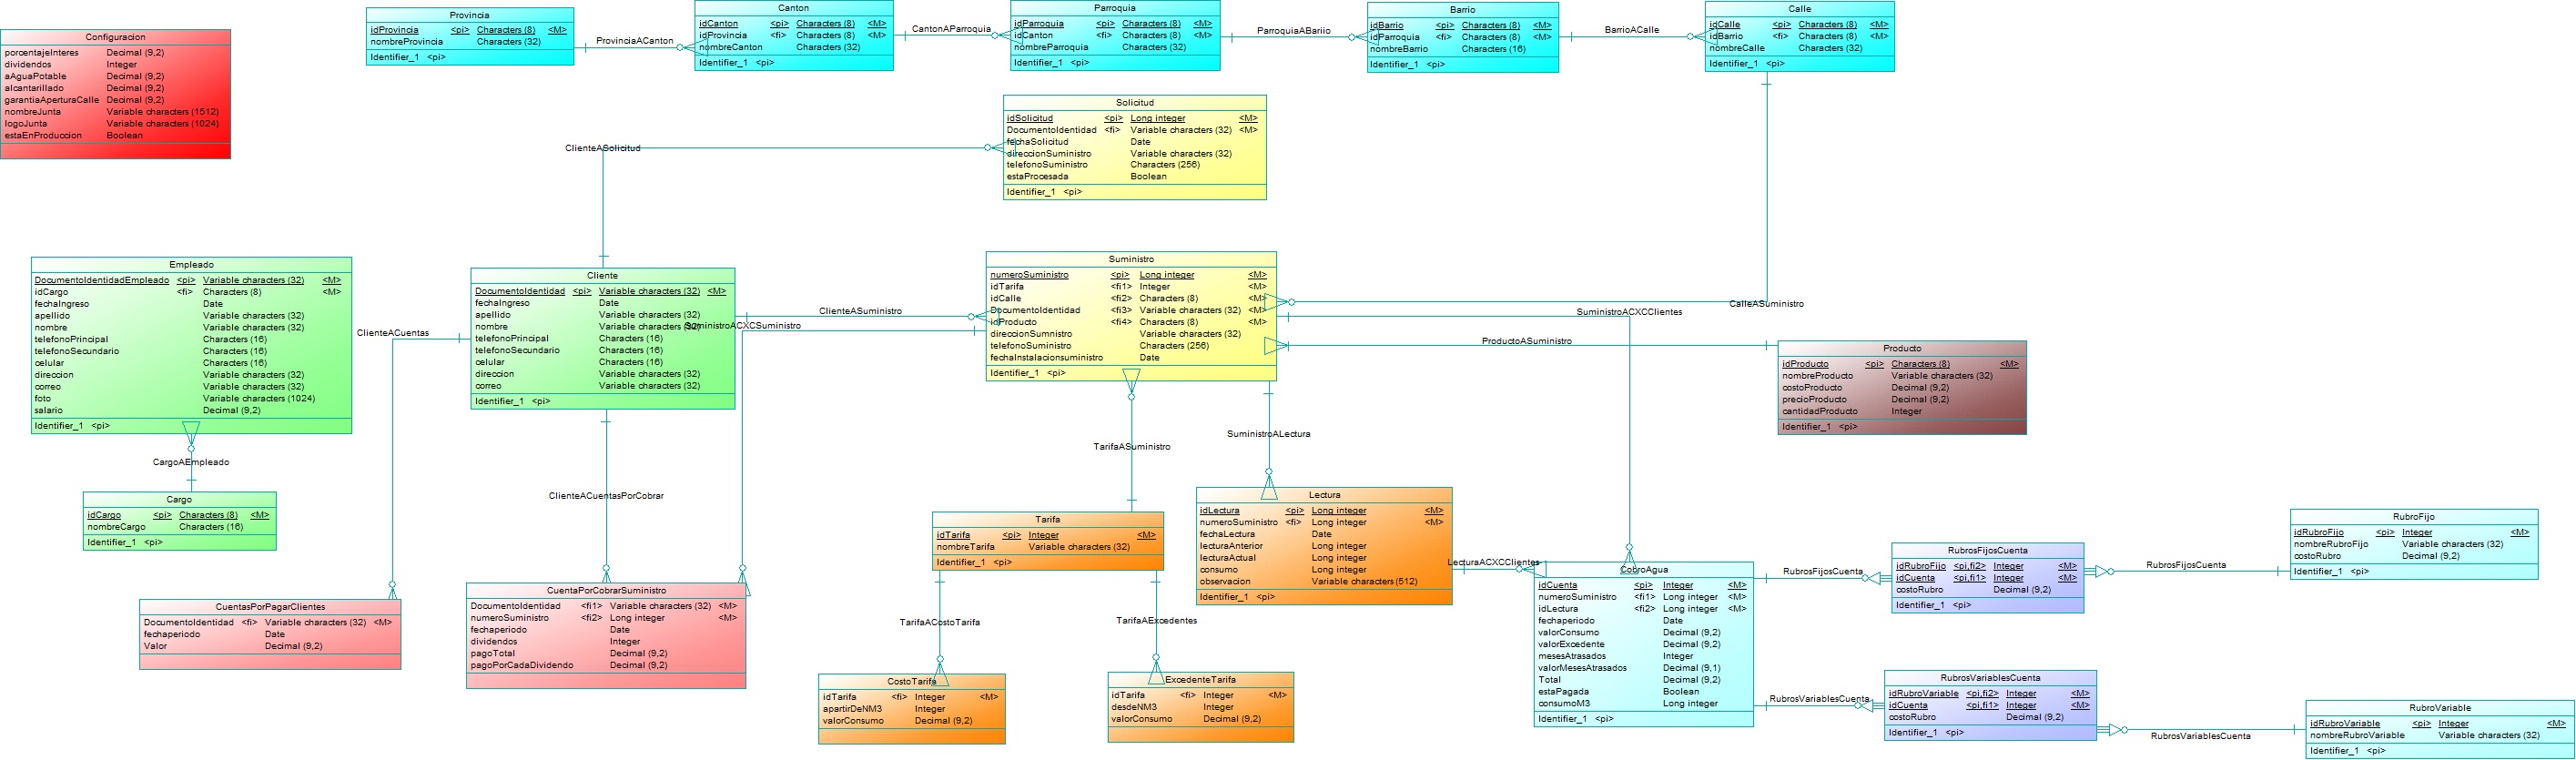 Configuracion
porcentajeInteres Decimal (9,2)
dividendos Integer
aAguaPotable Decimal (9,2)
alcantarillado Decimal (9,2)
garantiaAperturaCalle Decimal (9,2)
nombreJunta Variable characters (1512)
logoJunta Variable characters (1024)
estaEnProduccion Boolean
Provincia
idProvincia <pi> Characters (8) <M>
nombreProvincia Characters (32)
Identifier_1 <pi>
ProvinciaACanton
Canton
idCanton <pi> Characters (8) <M>
idProvincia <fi> Characters (8) <M>
nombreCanton Characters (32)
Identifier_1 <pi>
CantonAParroquia
Parroquia
idParroquia <pi> Characters (8) <M>
idCanton <fi> Characters (8) <M>
nombreParroquia Characters (32)
Identifier_1 <pi>
ParroquiaABariio
Barrio
idBarrio <pi> Characters (8) <M>
idParroquia <fi> Characters (8) <M>
nombreBarrio Characters (16)
Identifier_1 <pi>
BarrioACalle
Calle
idCalle <pi> Characters (8) <M>
idBarrio <fi> Characters (8) <M>
nombreCalle Characters (32)
Identifier_1 <pi>
Solicitud
idSolicitud <pi> Long integer <M>
DocumentoIdentidad <fi> Variable characters (32) <M>
fechaSolicitud Date
direccionSuministro Variable characters (32)
telefonoSuministro Characters (256)
estaProcesada Boolean
Identifier_1 <pi>
ClienteASolicitud
Empleado
DocumentoIdentidadEmpleado <pi> Variable characters (32) <M>
idCargo <fi> Characters (8) <M>
fechaIngreso Date
apellido Variable characters (32)
nombre Variable characters (32)
telefonoPrincipal Characters (16)
telefonoSecundario Characters (16)
celular Characters (16)
direccion Variable characters (32)
correo Variable characters (32)
foto Variable characters (1024)
salario Decimal (9,2)
Identifier_1 <pi>
CargoAEmpleado
Cargo
idCargo <pi> Characters (8) <M>
nombreCargo Characters (16)
Identifier_1 <pi>
ClienteACuentas
Cliente
DocumentoIdentidad <pi> Variable characters (32) <M>
fechaIngreso Date
apellido Variable characters (32)
nombre Variable characters (32)
telefonoPrincipal Characters (16)
telefonoSecundario Characters (16)
celular Characters (16)
direccion Variable characters (32)
correo Variable characters (32)
Identifier_1 <pi>
ClienteASuministro
SuministroACXCSuministro
Suministro
numeroSuministro <pi> Long integer <M>
idTarifa <fi1> Integer <M>
idCalle <fi2> Characters (8) <M>
DocumentoIdentidad <fi3> Variable characters (32) <M>
idProducto <fi4> Characters (8) <M>
direccionSumnistro Variable characters (32)
telefonoSuministro Characters (256)
fechaInstalacionsuministro Date
Identifier_1 <pi>
CalleASuministro
SuministroACXCClientes
ProductoASuministro
Producto
idProducto <pi> Characters (8) <M>
nombreProducto Variable characters (32)
costoProducto Decimal (9,2)
precioProducto Decimal (9,2)
cantidadProducto Integer
Identifier_1 <pi>
TarifaASuministro
SuministroALectura
ClienteACuentasPorCobrar
CuentasPorPagarClientes
DocumentoIdentidad <fi> Variable characters (32) <M>
fechaperiodo Date
Valor Decimal (9,2)
CuentaPorCobrarSuministro
DocumentoIdentidad <fi1> Variable characters (32) <M>
numeroSuministro <fi2> Long integer <M>
fechaperiodo Date
dividendos Integer
pagoTotal Decimal (9,2)
pagoPorCadaDividendo Decimal (9,2)
Tarifa
idTarifa <pi> Integer <M>
nombreTarifa Variable characters (32)
Identifier_1 <pi>
TarifaACostoTarifa
TarifaAExcedentes
CostoTarifa
idTarifa <fi> Integer <M>
apartirDeNM3 Integer
valorConsumo Decimal (9,2)
ExcedenteTarifa
idTarifa <fi> Integer <M>
desdeNM3 Integer
valorConsumo Decimal (9,2)
Lectura
idLectura <pi> Long integer <M>
numeroSuministro <fi> Long integer <M>
fechaLectura Date
lecturaAnterior Long integer
lecturaActual Long integer
consumo Long integer
observacion Variable characters (512)
Identifier_1 <pi>
LecturaACXCClientes
CobroAgua
idCuenta <pi> Integer <M>
numeroSuministro <fi1> Long integer <M>
idLectura <fi2> Long integer <M>
fechaperiodo Date
valorConsumo Decimal (9,2)
valorExcedente Decimal (9,2)
mesesAtrasados Integer
valorMesesAtrasados Decimal (9,1)
Total Decimal (9,2)
estaPagada Boolean
consumoM3 Long integer
Identifier_1 <pi>
RubrosFijosCuenta
RubrosFijosCuenta
idRubroFijo <pi,fi2> Integer <M>
idCuenta <pi,fi1> Integer <M>
costoRubro Decimal (9,2)
Identifier_1 <pi>
RubrosFijosCuenta
RubroFijo
idRubroFijo <pi> Integer <M>
nombreRubroFijo Variable characters (32)
costoRubro Decimal (9,2)
Identifier_1 <pi>
RubrosVariablesCuenta
RubrosVariablesCuenta
idRubroVariable <pi,fi2> Integer <M>
idCuenta <pi,fi1> Integer <M>
costoRubro Decimal (9,2)
Identifier_1 <pi>
RubrosVariablesCuenta
RubroVariable
idRubroVariable <pi> Integer <M>
nombreRubroVariable Variable characters (32)
Identifier_1 <pi>